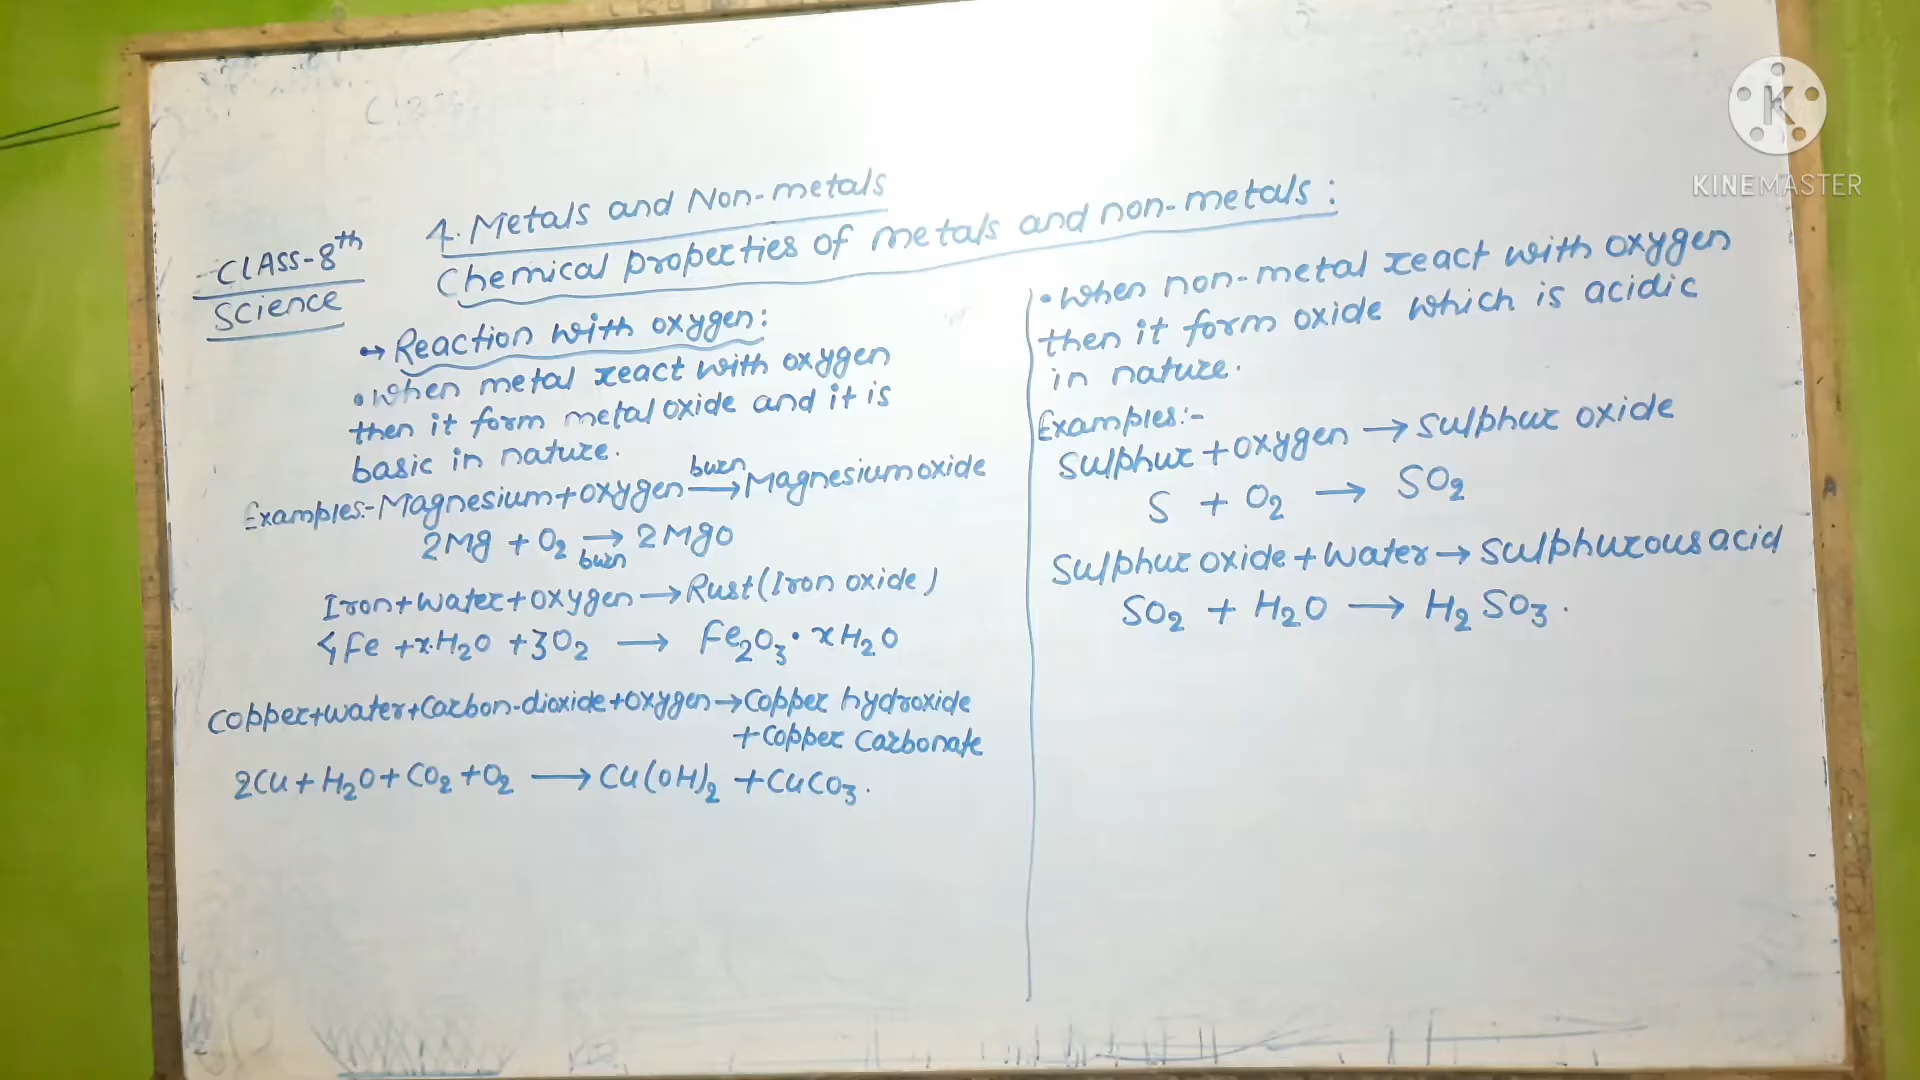 4. Metals and Non-metals
Chemical properties of metals and non-metals:
CLASS-8th
Science
→ Reaction with oxygen:
• When metal react with oxygen
then it form metal oxide and it is
basic in nature.
Examples:- Magnesium + oxygen burn→ Magnesium oxide
2Mg + O₂ →burn 2MgO
Iron + water + oxygen → Rust (Iron oxide)
4Fe + x.H₂O + 3O₂ → Fe₂O₃ • xH₂O
Copper + water + Carbon-dioxide + oxygen → Copper hydroxide
+ Copper Carbonate
2Cu + H₂O + CO₂ + O₂ → Cu(OH)₂ + CuCO₃.
• When non-metal react with oxygen
then it form oxide which is acidic
in nature.
Examples:-
Sulphur + oxygen → Sulphur oxide
S + O₂ → SO₂
Sulphur oxide + Water → Sulphurous acid
SO₂ + H₂O → H₂SO₃.
K
KINEMASTER